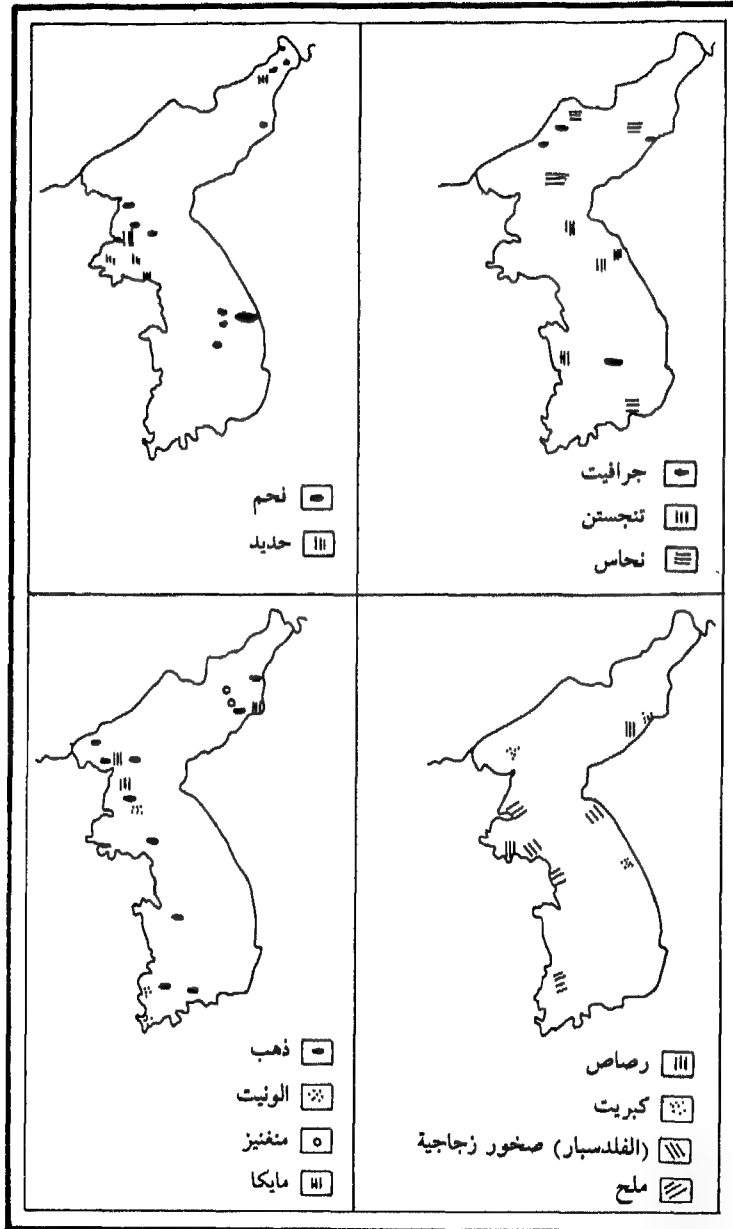 جرافيت
تنجستن
نحاس
فحم
حديد
رصاص
كبريت
(الفلدسبار) صخور زجاجية
ملح
ذهب
الونيت
منغنيز
مايكا